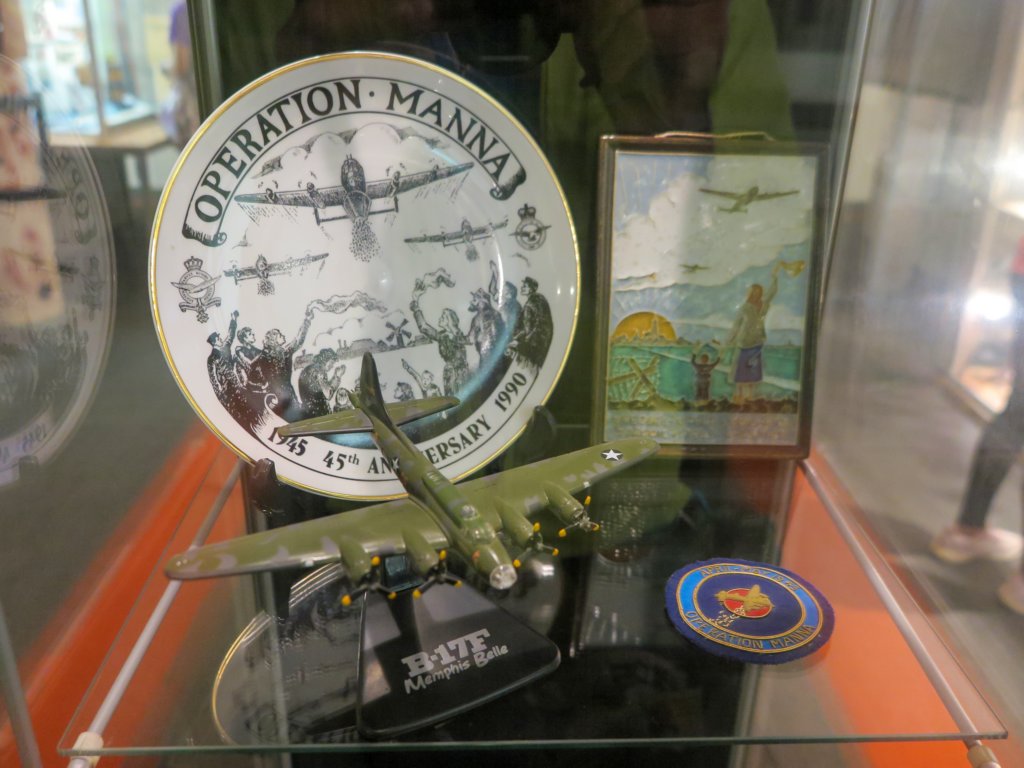 OPERATION · MANNA
1945 45th ANNIVERSARY 1990
B-17F
Memphis Belle
OPERATION MANNA